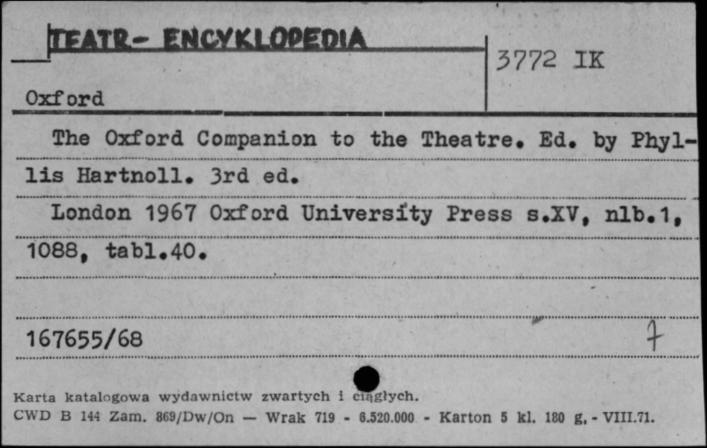 TEATR- ENCYKLOPEDIA
3772 IK
Oxford
The Oxford Companion to the Theatre. Ed. by Phyl-
lis Hartnoll. 3rd ed.
London 1967 Oxford University Press s.XV, nlb.1,
1088, tabl.40.
167655/68
7
Karta katalogowa wydawnictw zwartych i ciągłych.
CWD B 144 Zam. 869/Dw/On — Wrak 719 - 6.520.000 - Karton 5 kl. 180 g. - VIII.71.